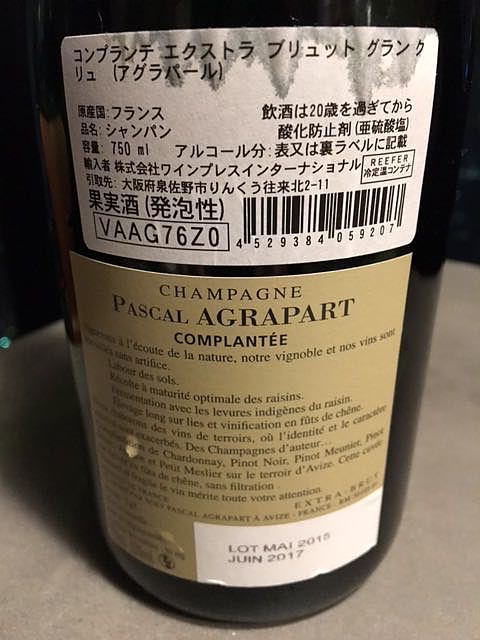 コンプランテ エクストラ ブリュット グラン ク
リュ (アグラパール)
原産国:フランス 飲酒は20歳を過ぎてから
品名:シャンパン 酸化防止剤(亜硫酸塩)
容量: 750 ml アルコール分:表又は裏ラベルに記載
輸入者 株式会社ワインプレスインターナショナル
REEFER
冷定温コンテナ
引取先: 大阪府泉佐野市りんくう往来北2-11
果実酒(発泡性)
VAAG76Z0
4 529384 059207
CHAMPAGNE
PASCAL AGRAPART
COMPLANTÉE
à l'écoute de la nature, notre vignoble et nos vins sont
sans artifice.
Labour des sols.
Récolte à maturité optimale des raisins.
Fermentation avec les levures indigènes du raisin.
Élevage long sur lies et vinification en fûts de chêne.
des vins de terroirs, où l'identité et le caractère
exacerbés. Des Champagnes d'auteur…
de Chardonnay, Pinot Noir, Pinot Meunier, Pinot
et Petit Meslier sur le terroir d'Avize. Cette cuvée
en fûts de chêne, sans filtration.
fragile le vin mérite toute votre attention.
EXTRA-BRUT
PASCAL AGRAPART À AVIZE - FRANCE
LOT MAI 2015
JUIN 2017